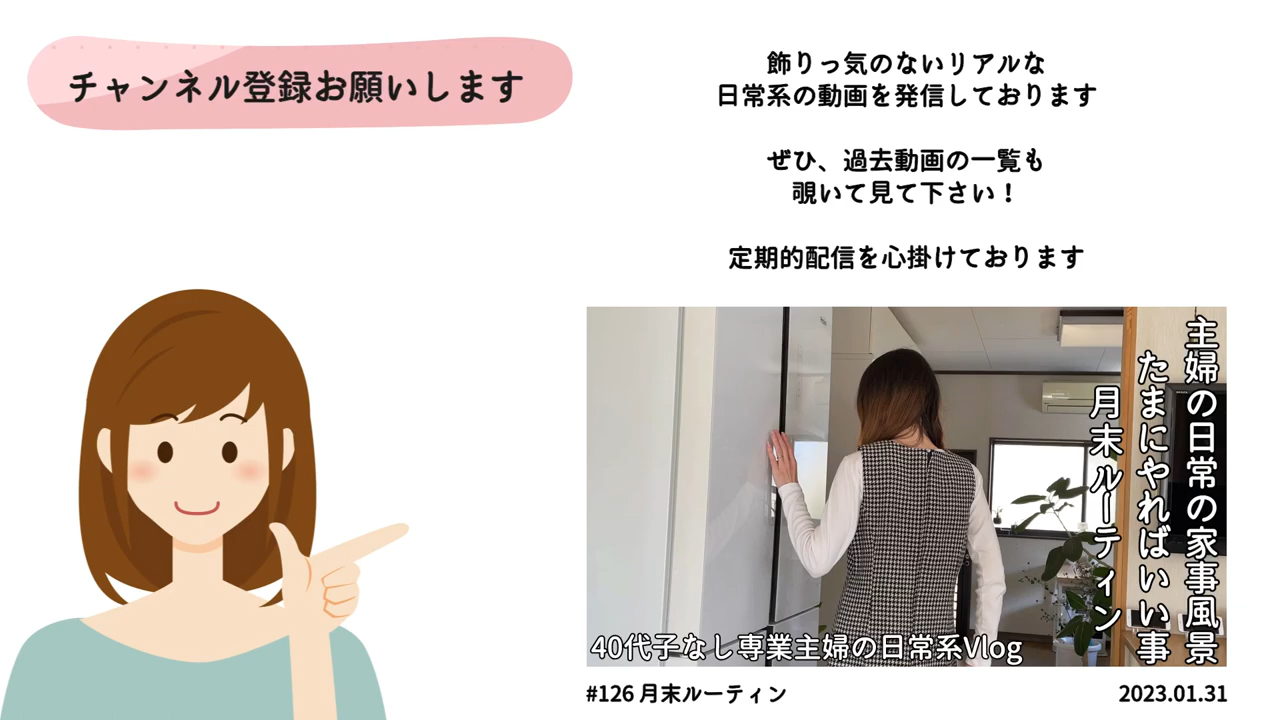 チャンネル登録お願いします
飾りっ気のないリアルな
日常系の動画を発信しております
ぜひ、過去動画の一覧も
覗いて見て下さい！
定期的配信を心掛けております
主婦の日常の家事風景
たまにやればいい事
月末ルーティン
40代子なし専業主婦の日常系Vlog
#126 月末ルーティン
2023.01.31